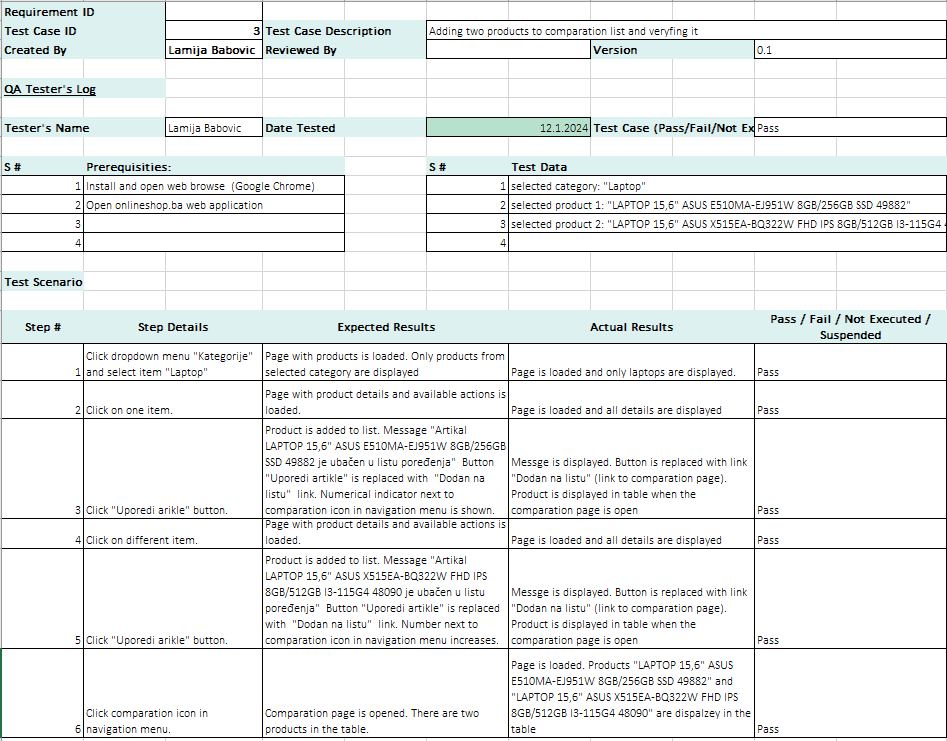 Requirement ID
Test Case ID 3 Test Case Description Adding two products to comparation list and veryfing it
Created By Lamija Babovic Reviewed By Version 0.1
QA Tester's Log
Tester's Name Lamija Babovic Date Tested 12.1.2024 Test Case (Pass/Fail/Not Ex Pass
S # Prerequisities: S # Test Data
1 Install and open web browse (Google Chrome) 1 selected category: "Laptop"
2 Open onlineshop.ba web application 2 selected product 1: "LAPTOP 15,6" ASUS E510MA-EJ951W 8GB/256GB SSD 49882"
3 3 selected product 2: "LAPTOP 15,6" ASUS X515EA-BQ322W FHD IPS 8GB/512GB I3-115G4 4
4 4
Test Scenario
Step # Step Details Expected Results Actual Results Pass / Fail / Not Executed /
Suspended
1
Click dropdown menu "Kategorije"
and select item "Laptop"
Page with products is loaded. Only products from
selected category are displayed
Page is loaded and only laptops are displayed.
Pass
2
Click on one item.
Page with product details and available actions is
loaded.
Page is loaded and all details are displayed
Pass
3
Click "Uporedi arikle" button.
Product is added to list. Message "Artikal
LAPTOP 15,6" ASUS E510MA-EJ951W 8GB/256GB
SSD 49882 je ubačen u listu poređenja" Button
"Uporedi artikle" is replaced with "Dodan na
listu" link. Numerical indicator next to
comparation icon in navigation menu is shown.
Messge is displayed. Button is replaced with link
"Dodan na listu" (link to comparation page).
Product is displayed in table when the
comparation page is open
Pass
4
Click on different item.
Page with product details and available actions is
loaded.
Page is loaded and all details are displayed
Pass
5
Click "Uporedi arikle" button.
Product is added to list. Message "Artikal
LAPTOP 15,6" ASUS X515EA-BQ322W FHD IPS
8GB/512GB I3-115G4 48090 je ubačen u listu
poređenja" Button "Uporedi artikle" is replaced
with "Dodan na listu" link. Number next to
comparation icon in navigation menu increases.
Messge is displayed. Button is replaced with link
"Dodan na listu" (link to comparation page).
Product is displayed in table when the
comparation page is open
Pass
6
Click comparation icon in
navigation menu.
Comparation page is opened. There are two
products in the table.
Page is loaded. Products "LAPTOP 15,6" ASUS
E510MA-EJ951W 8GB/256GB SSD 49882" and
"LAPTOP 15,6" ASUS X515EA-BQ322W FHD IPS
8GB/512GB I3-115G4 48090" are dispalzey in the
table
Pass